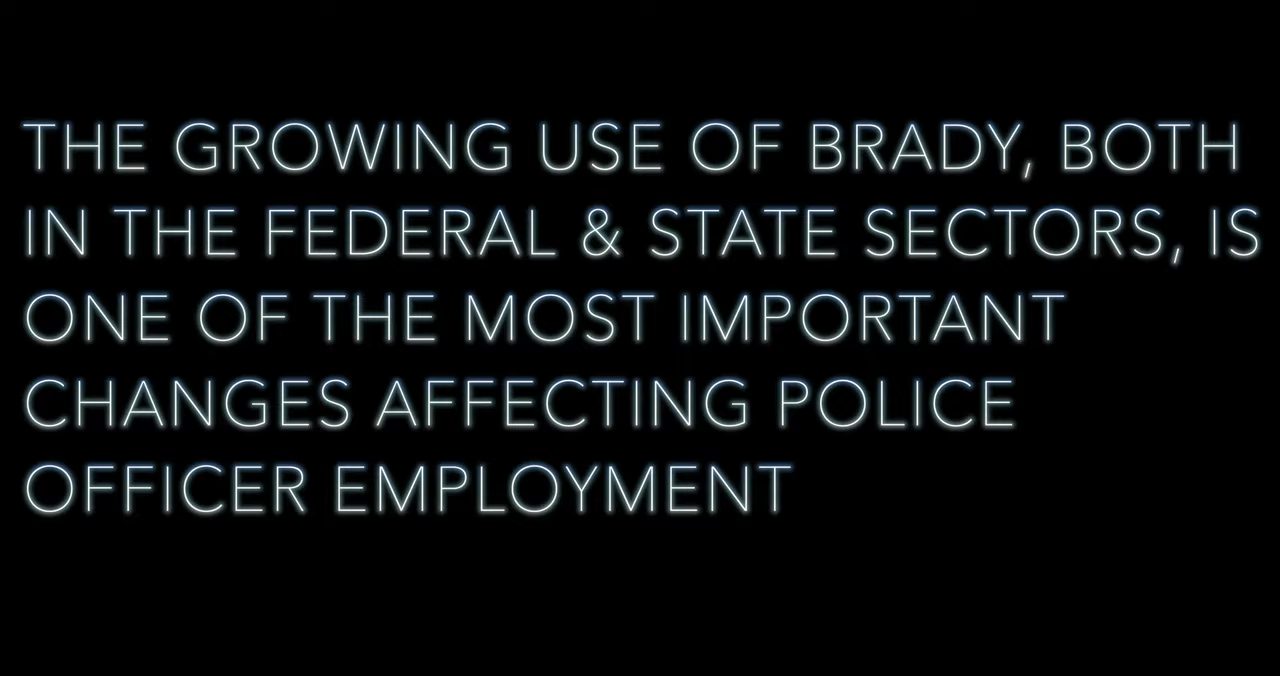 THE GROWING USE OF BRADY, BOTH
IN THE FEDERAL & STATE SECTORS, IS
ONE OF THE MOST IMPORTANT
CHANGES AFFECTING POLICE
OFFICER EMPLOYMENT